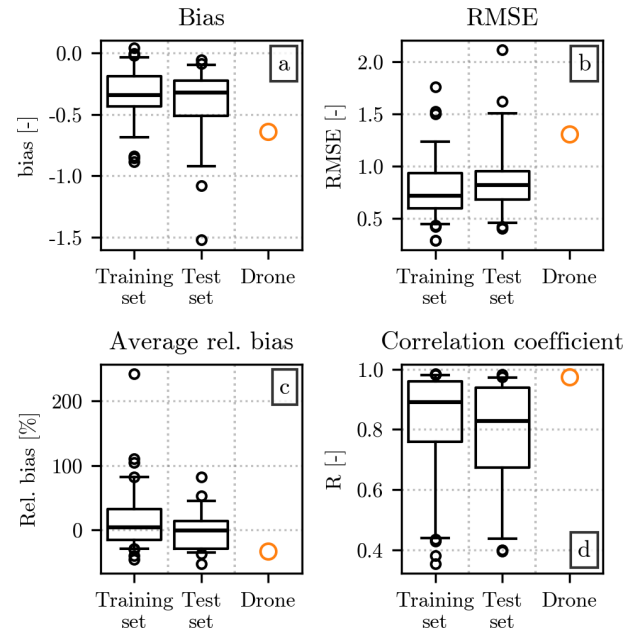 Bias
RMSE
0.0
-0.5
-1.0
-1.5
bias [-]
a
Training set
Test set
Drone
2.0
1.5
1.0
0.5
RMSE [-]
b
Training set
Test set
Drone
Average rel. bias
Correlation coefficient
200
100
0
Rel. bias [%]
c
Training set
Test set
Drone
1.0
0.8
0.6
0.4
R [-]
d
Training set
Test set
Drone